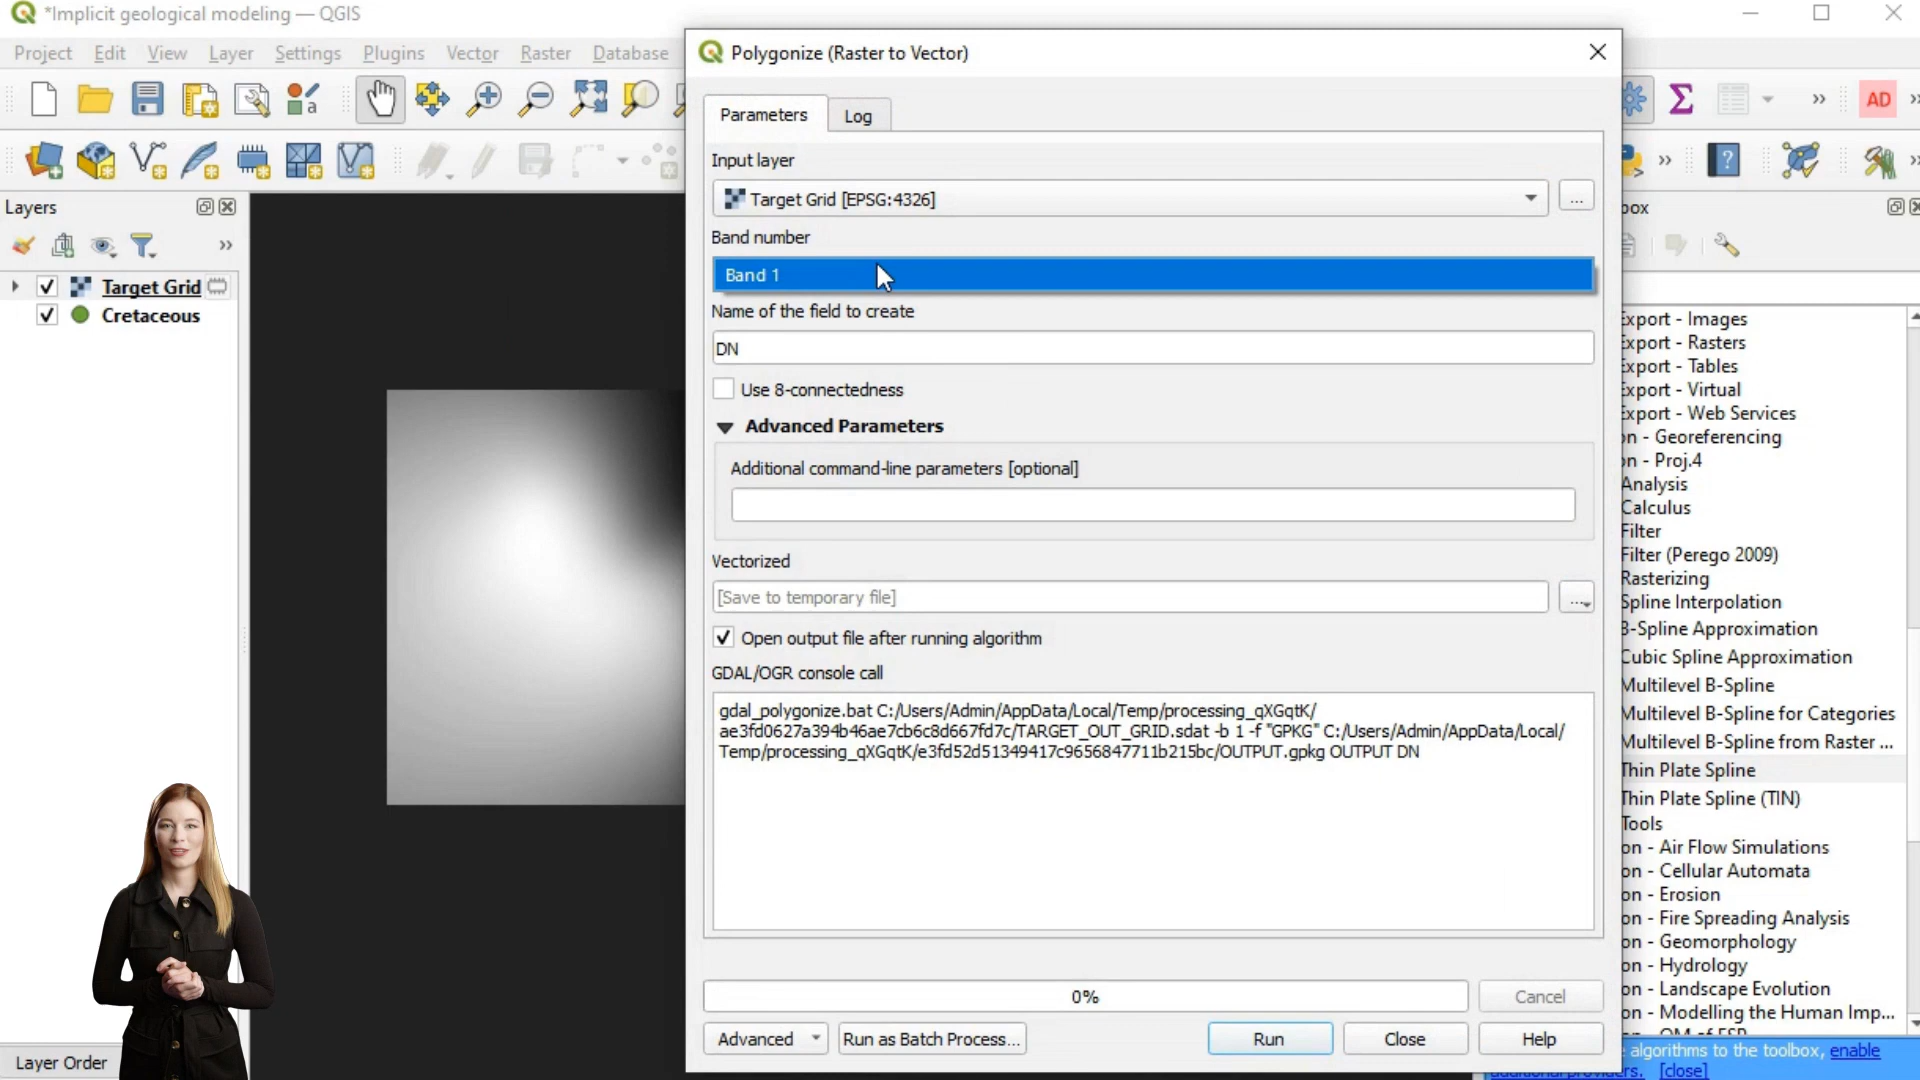 *Implicit geological modeling — QGIS
Project Edit View Layer Settings Plugins Vector Raster Database
AD
Layers
Target Grid
Cretaceous
Layer Order
Polygonize (Raster to Vector)
Parameters Log
Input layer
Target Grid [EPSG:4326]
...
Band number
Band 1
Name of the field to create
DN
Use 8-connectedness
Advanced Parameters
Additional command-line parameters [optional]
Vectorized
[Save to temporary file]
...
Open output file after running algorithm
GDAL/OGR console call
gdal_polygonize.bat C:/Users/Admin/AppData/Local/Temp/processing_qXGqtK/
ae3fd0627a394b46ae7cb6c8d667fd7c/TARGET_OUT_GRID.sdat -b 1 -f "GPKG" C:/Users/Admin/AppData/Local/
Temp/processing_qXGqtK/e3fd52d51349417c9656847711b215bc/OUTPUT.gpkg OUTPUT DN
0%
Cancel
Advanced Run as Batch Process... Run Close Help
box
Export - Images
Export - Rasters
Export - Tables
Export - Virtual
Export - Web Services
on - Georeferencing
on - Proj.4
Analysis
Calculus
Filter
Filter (Perego 2009)
Rasterizing
Spline Interpolation
B-Spline Approximation
Cubic Spline Approximation
Multilevel B-Spline
Multilevel B-Spline for Categories
Multilevel B-Spline from Raster ...
Thin Plate Spline
Thin Plate Spline (TIN)
Tools
on - Air Flow Simulations
on - Cellular Automata
on - Erosion
on - Fire Spreading Analysis
on - Geomorphology
on - Hydrology
on - Landscape Evolution
on - Modelling the Human Imp...
algorithms to the toolbox, enable
additional providers. [close]